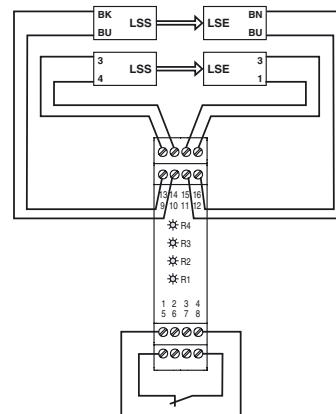 BK LSS LSE BN
BU BU
3 LSS LSE 3
4 1
13 14 15 16
9 10 11 12
R4
R3
R2
R1
1 2 3 4
5 6 7 8